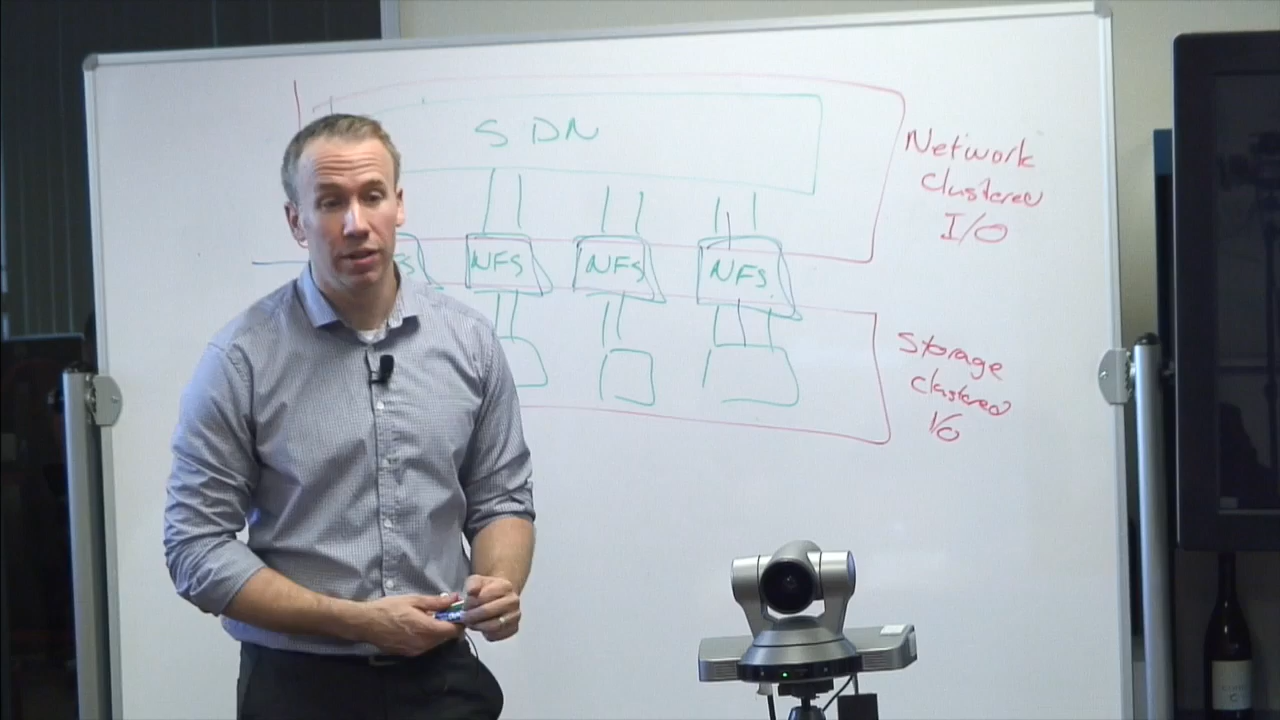 SDN
Network
clustered
I/O
NFS NFS NFS
Storage
clustered
I/O